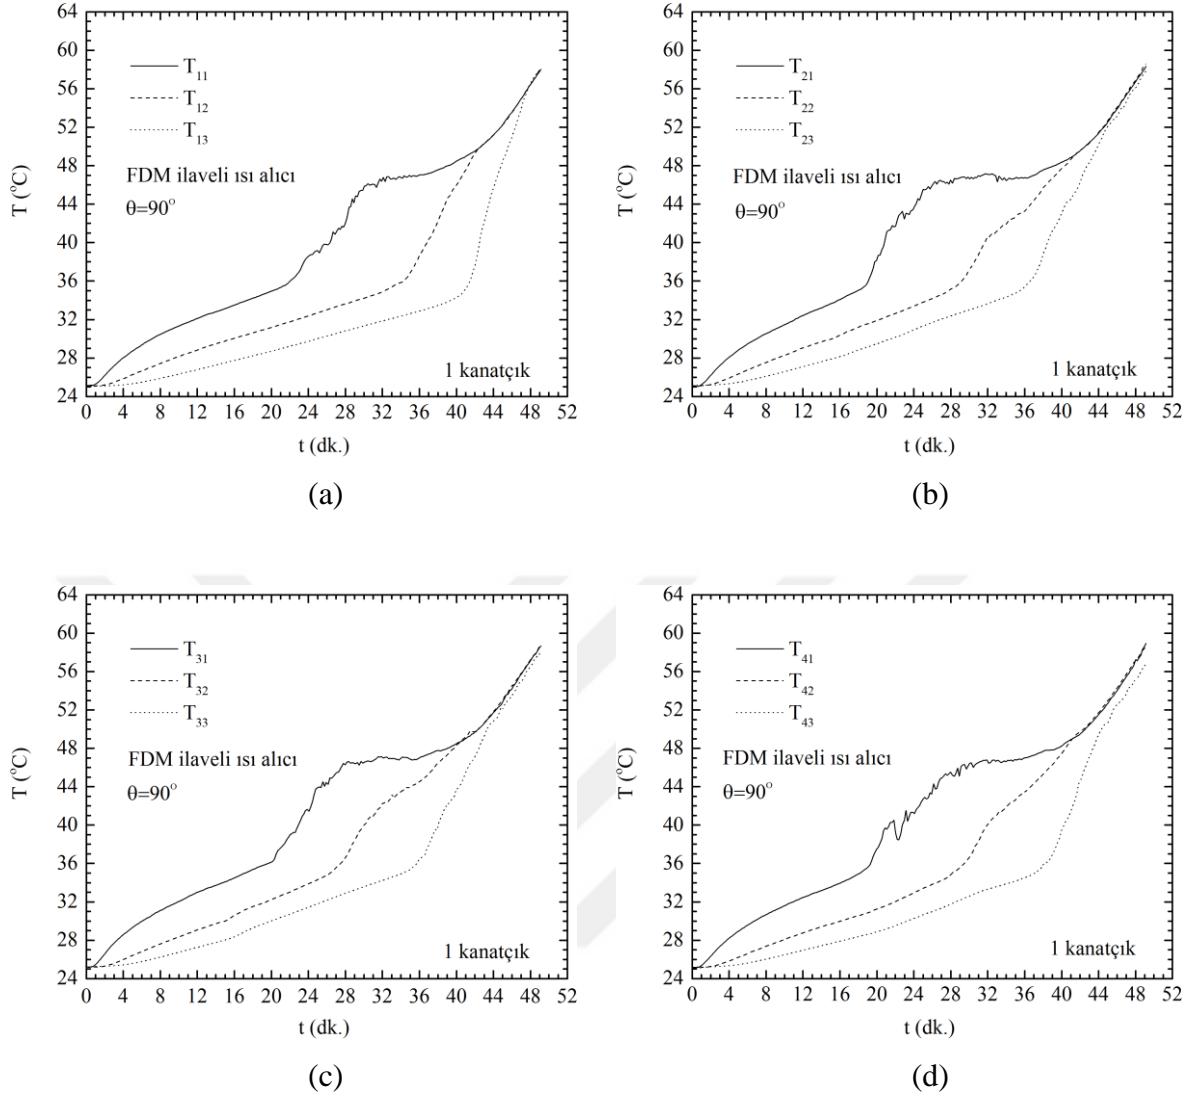 64
60
56
52
48
44
40
36
32
28
24
T (°C)
T11
T12
T13
FDM ilaveli ısı alıcı
θ=90°
1 kanatçık
0 4 8 12 16 20 24 28 32 36 40 44 48 52
t (dk.)
(a)
64
60
56
52
48
44
40
36
32
28
24
T (°C)
T21
T22
T23
FDM ilaveli ısı alıcı
θ=90°
1 kanatçık
0 4 8 12 16 20 24 28 32 36 40 44 48 52
t (dk.)
(b)
64
60
56
52
48
44
40
36
32
28
24
T (°C)
T31
T32
T33
FDM ilaveli ısı alıcı
θ=90°
1 kanatçık
0 4 8 12 16 20 24 28 32 36 40 44 48 52
t (dk.)
(c)
64
60
56
52
48
44
40
36
32
28
24
T (°C)
T41
T42
T43
FDM ilaveli ısı alıcı
θ=90°
1 kanatçık
0 4 8 12 16 20 24 28 32 36 40 44 48 52
t (dk.)
(d)